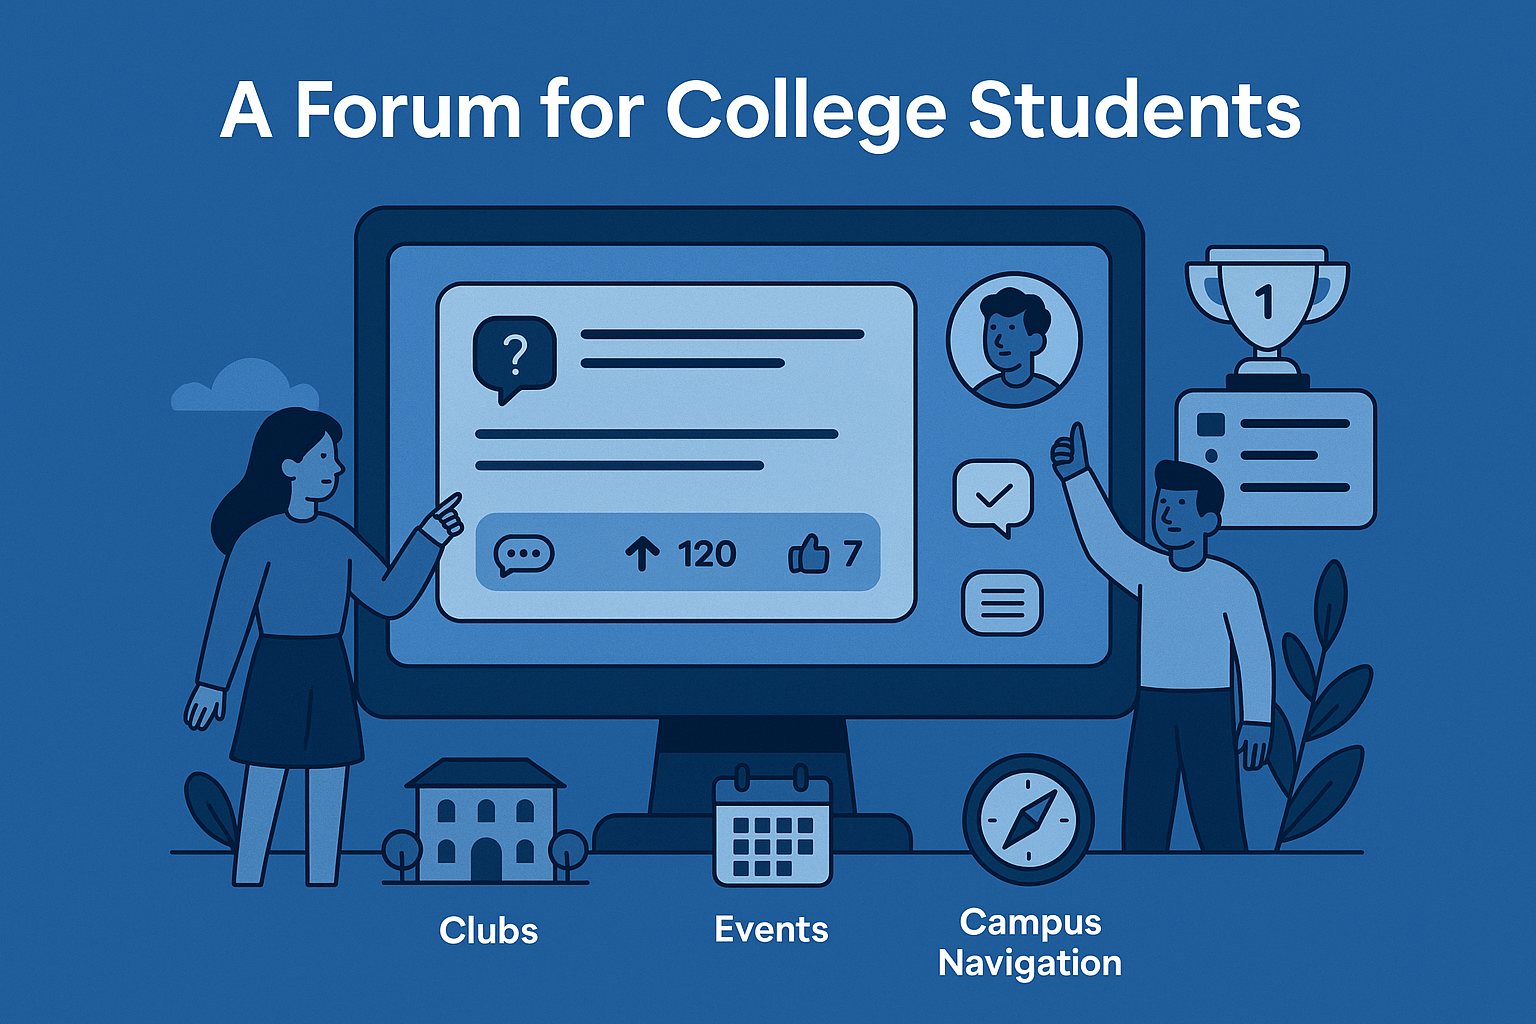 A Forum for College Students
1
?
120
7
Clubs
Events
Campus
Navigation